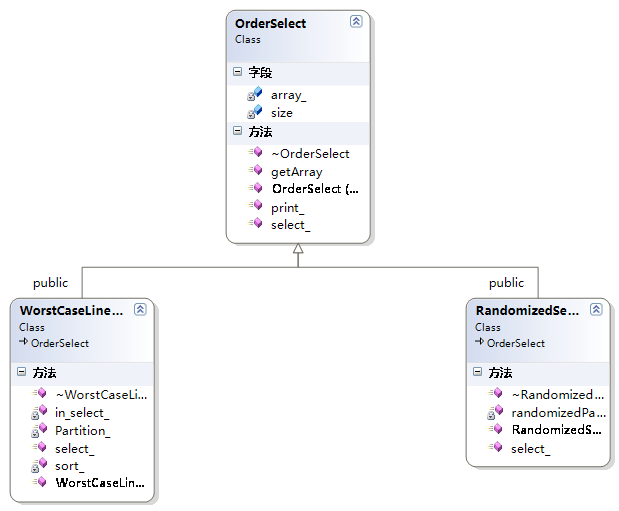 OrderSelect
Class
字段
array_
size
方法
~OrderSelect
getArray
OrderSelect (...
print_
select_
public
public
WorstCaseLine...
Class
OrderSelect
方法
~WorstCaseLi...
in_select_
Partition_
select_
sort_
WorstCaseLin...
RandomizedSe...
Class
OrderSelect
方法
~Randomized...
randomizedPa...
RandomizedS...
select_